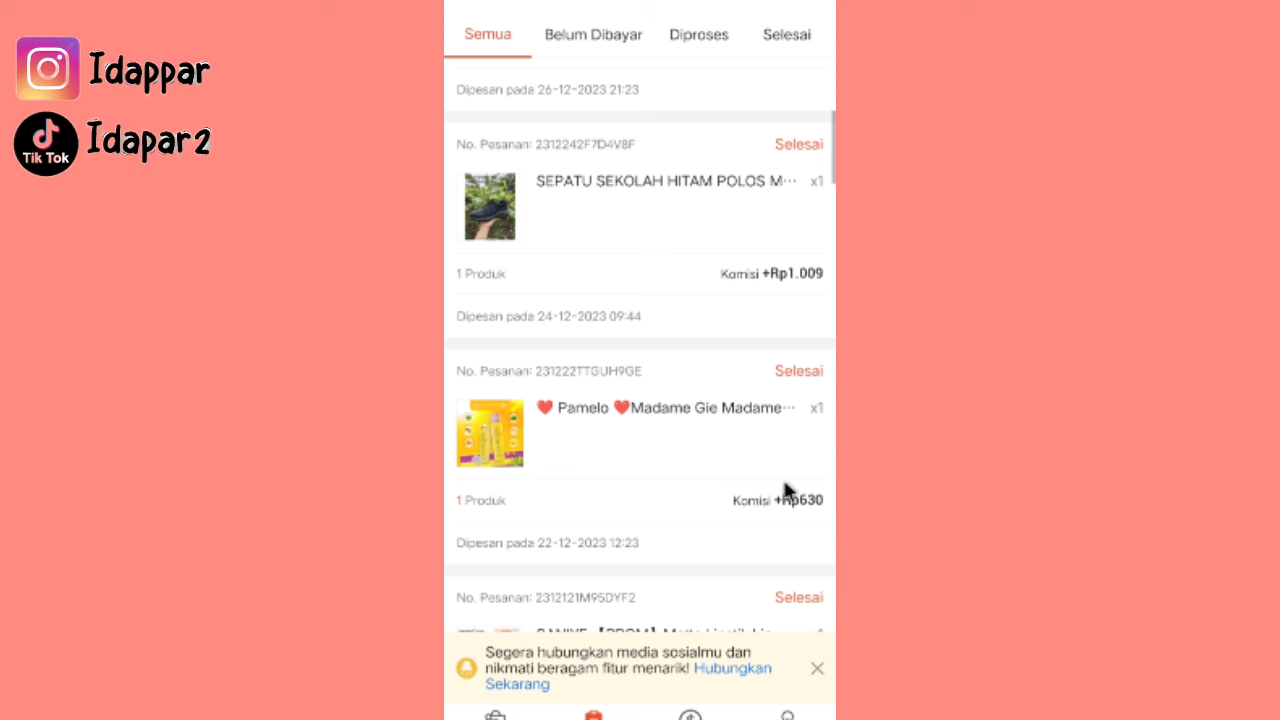 Idappar
Tik Tok
Idapar2
Semua Belum Dibayar Diproses Selesai
Dipesan pada 26-12-2023 21:23
No. Pesanan: 2312242F7D4V8F Selesai
SEPATU SEKOLAH HITAM POLOS M··· x1
1 Produk Komisi +Rp1.009
Dipesan pada 24-12-2023 09:44
No. Pesanan: 231222TTGUH9GE Selesai
❤️ Pamelo ❤️Madame Gie Madame··· x1
1 Produk Komisi +Rp630
Dipesan pada 22-12-2023 12:23
No. Pesanan: 2312121M95DYF2 Selesai
Segera hubungkan media sosialmu dan
nikmati beragam fitur menarik! Hubungkan
Sekarang